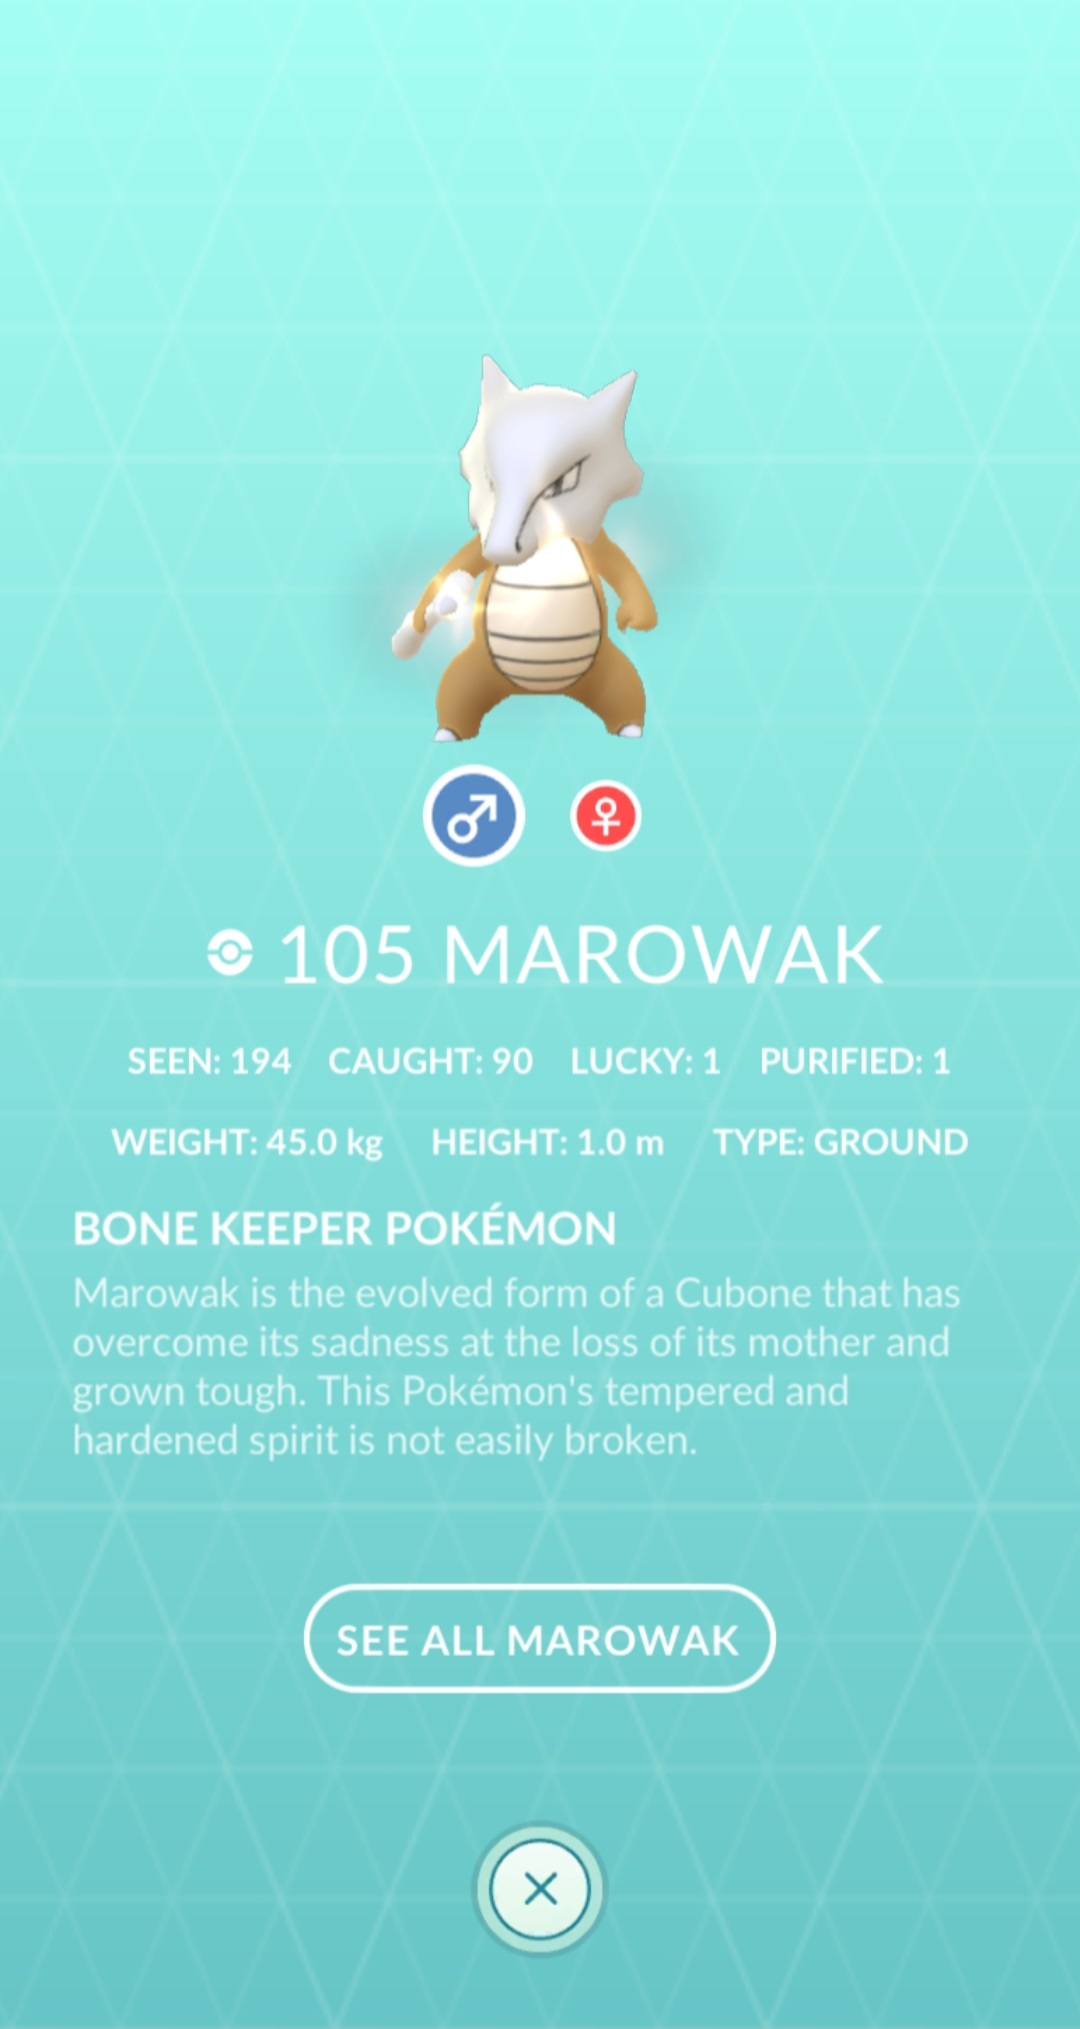 105 MAROWAK
SEEN: 194 CAUGHT: 90 LUCKY: 1 PURIFIED: 1
WEIGHT: 45.0 kg HEIGHT: 1.0 m TYPE: GROUND
BONE KEEPER POKÉMON
Marowak is the evolved form of a Cubone that has
overcome its sadness at the loss of its mother and
grown tough. This Pokémon's tempered and
hardened spirit is not easily broken.
SEE ALL MAROWAK